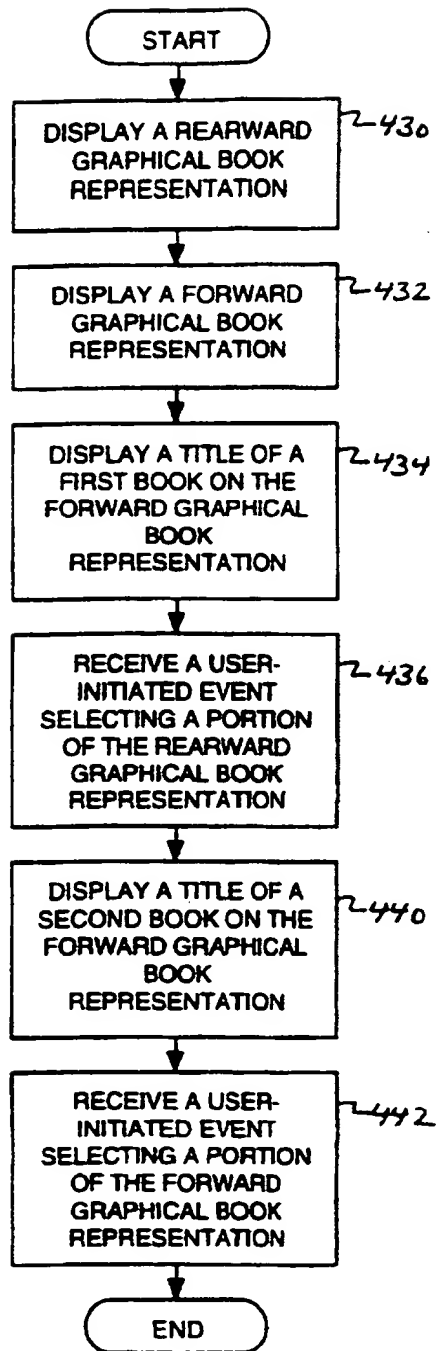 START
DISPLAY A REARWARD
GRAPHICAL BOOK
REPRESENTATION
430
DISPLAY A FORWARD
GRAPHICAL BOOK
REPRESENTATION
432
DISPLAY A TITLE OF A
FIRST BOOK ON THE
FORWARD GRAPHICAL
BOOK
REPRESENTATION
434
RECEIVE A USER-
INITIATED EVENT
SELECTING A PORTION
OF THE REARWARD
GRAPHICAL BOOK
REPRESENTATION
436
DISPLAY A TITLE OF A
SECOND BOOK ON THE
FORWARD GRAPHICAL
BOOK
REPRESENTATION
440
RECEIVE A USER-
INITIATED EVENT
SELECTING A PORTION
OF THE FORWARD
GRAPHICAL BOOK
REPRESENTATION
442
END